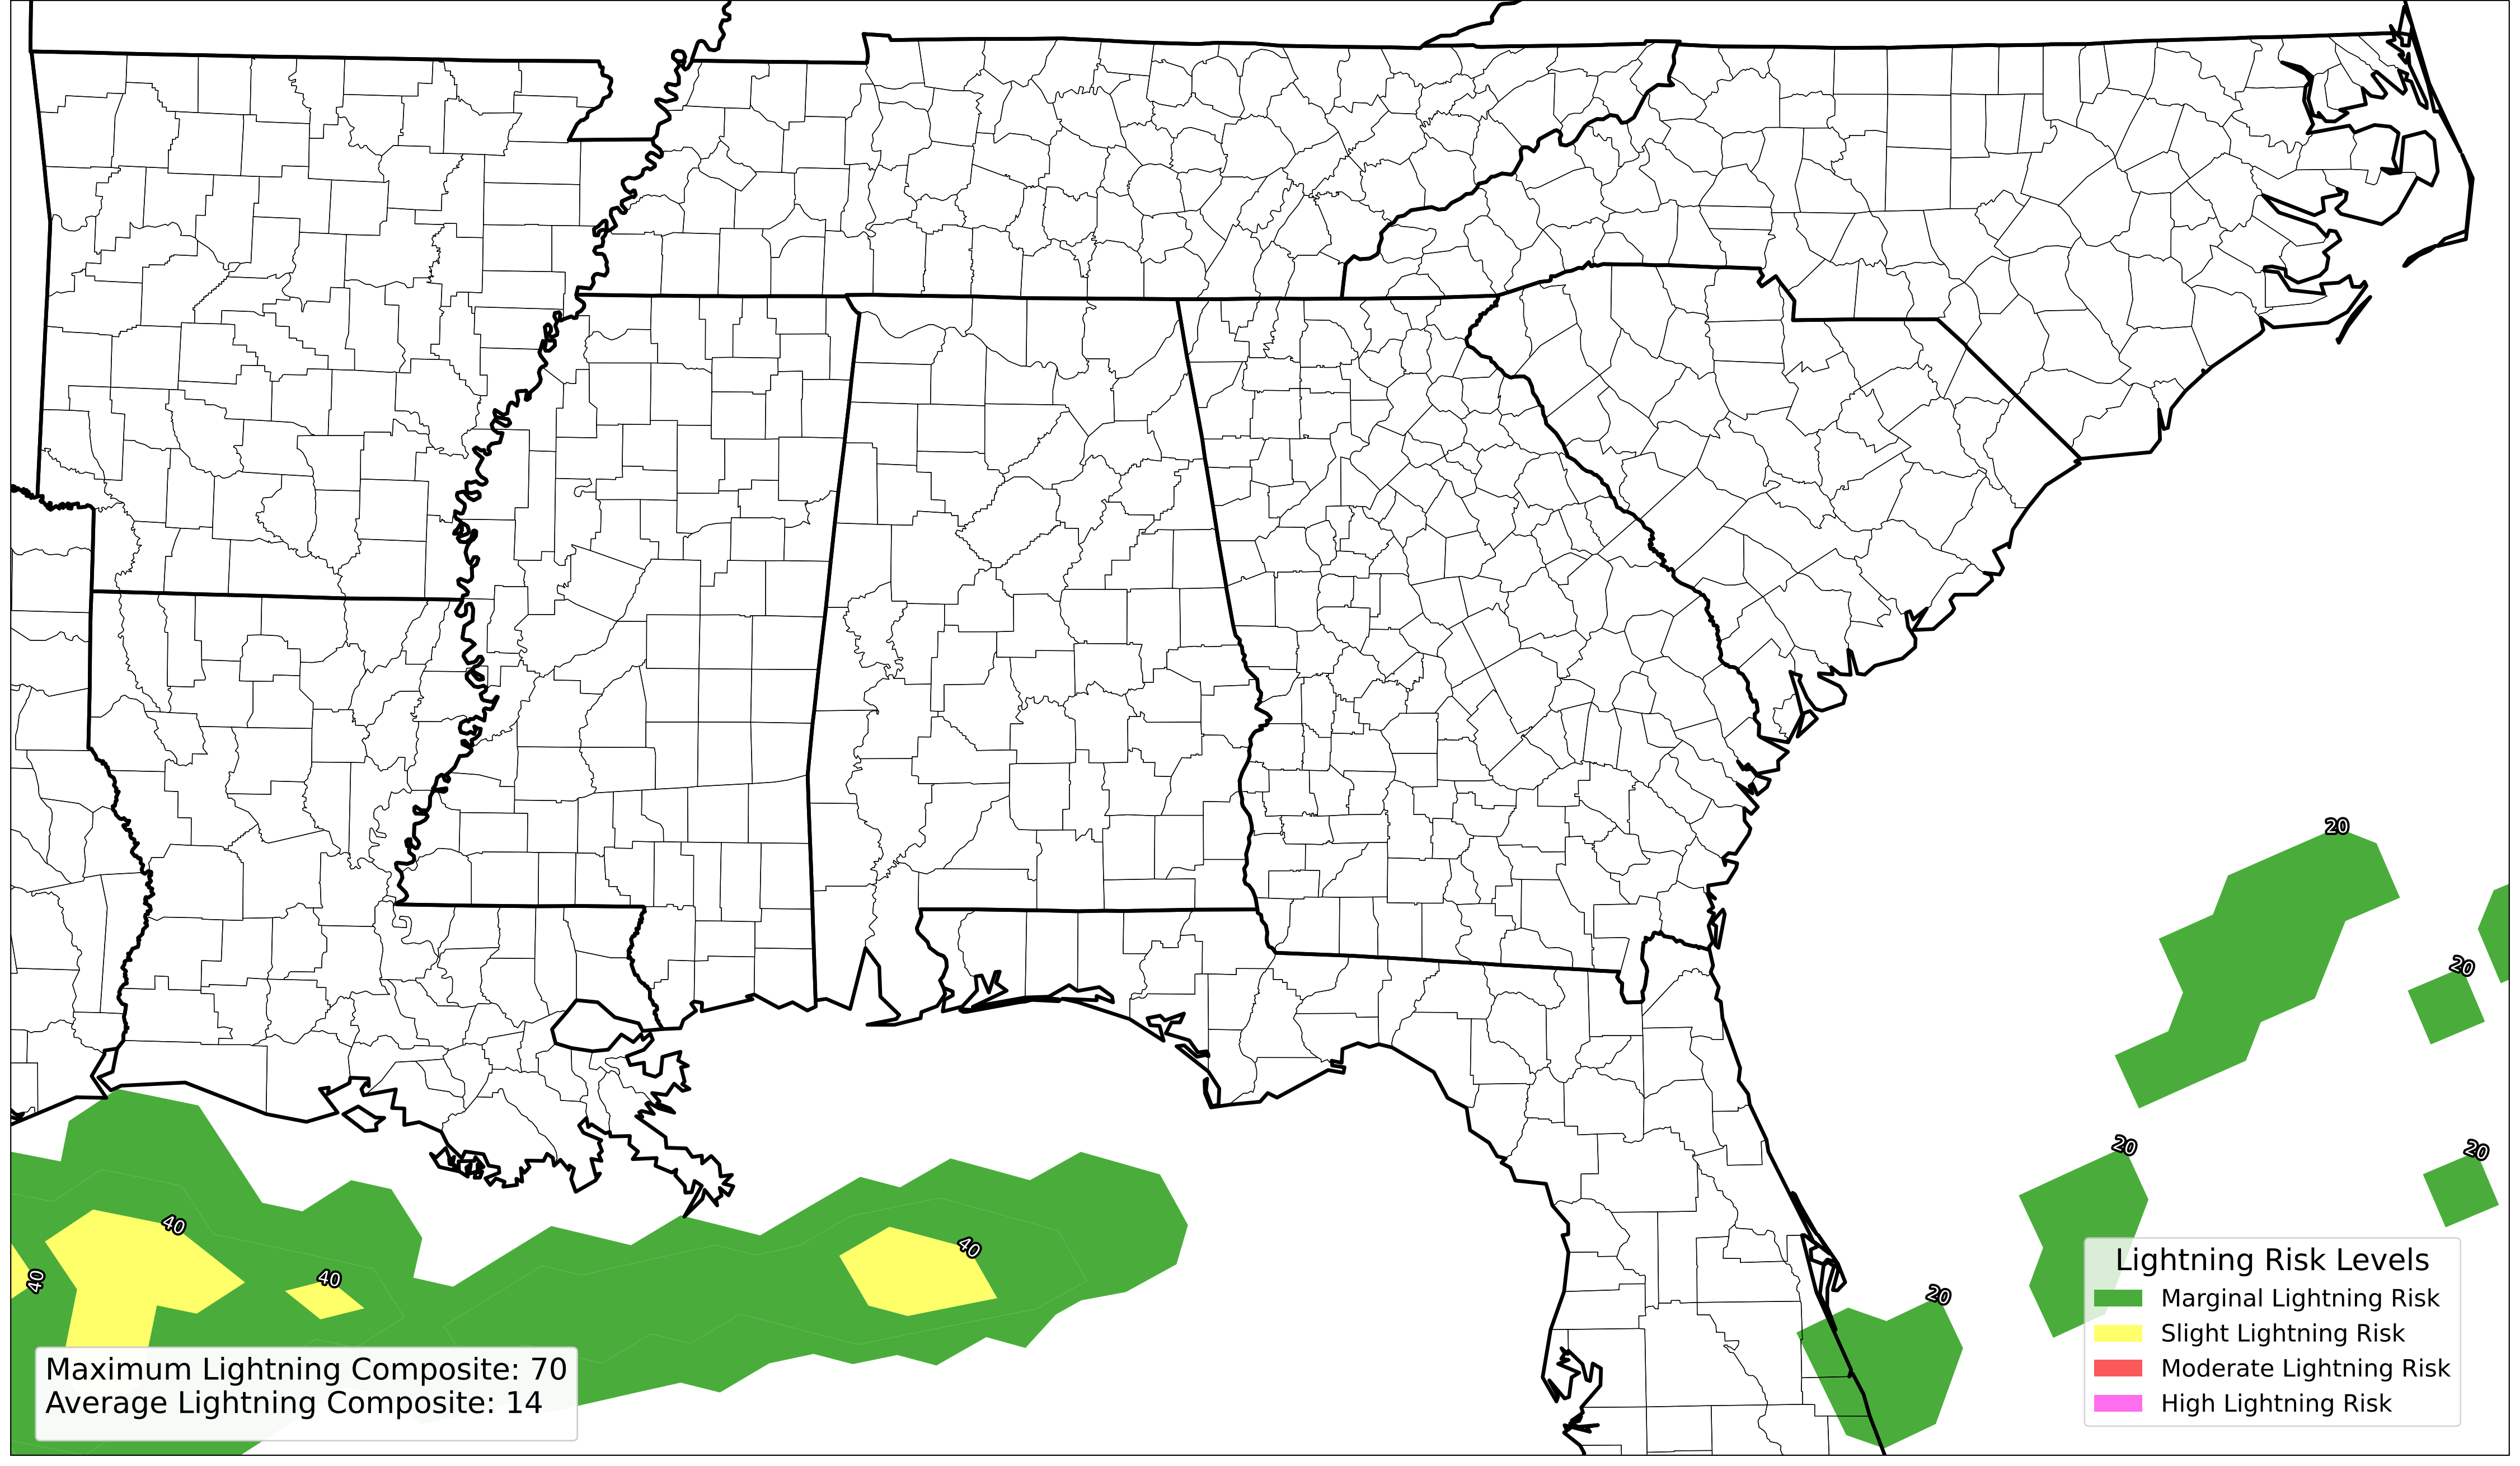 20
20
20
20
40
40
40
40
20
Lightning Risk Levels
Marginal Lightning Risk
Slight Lightning Risk
Moderate Lightning Risk
High Lightning Risk
Maximum Lightning Composite: 70
Average Lightning Composite: 14